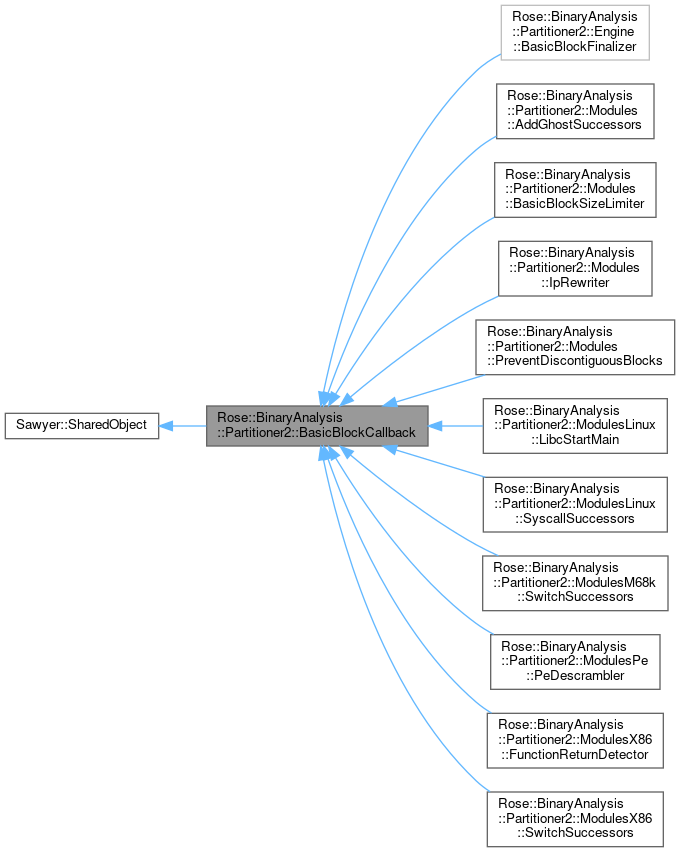 Rose::BinaryAnalysis
::Partitioner2::Engine
::BasicBlockFinalizer
Rose::BinaryAnalysis
::Partitioner2::Modules
::AddGhostSuccessors
Rose::BinaryAnalysis
::Partitioner2::Modules
::BasicBlockSizeLimiter
Rose::BinaryAnalysis
::Partitioner2::Modules
::IpRewriter
Rose::BinaryAnalysis
::Partitioner2::Modules
::PreventDiscontiguousBlocks
Sawyer::SharedObject
Rose::BinaryAnalysis
::Partitioner2::BasicBlockCallback
Rose::BinaryAnalysis
::Partitioner2::ModulesLinux
::LibcStartMain
Rose::BinaryAnalysis
::Partitioner2::ModulesLinux
::SyscallSuccessors
Rose::BinaryAnalysis
::Partitioner2::ModulesM68k
::SwitchSuccessors
Rose::BinaryAnalysis
::Partitioner2::ModulesPe
::PeDescrambler
Rose::BinaryAnalysis
::Partitioner2::ModulesX86
::FunctionReturnDetector
Rose::BinaryAnalysis
::Partitioner2::ModulesX86
::SwitchSuccessors